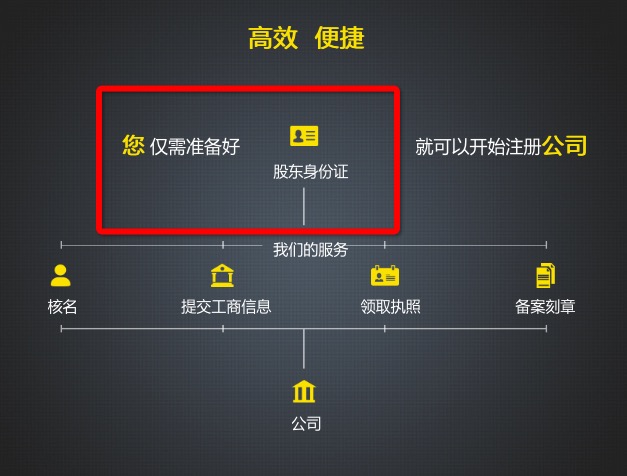 高效 便捷
您 仅需准备好
股东身份证
就可以开始注册公司
我们的服务
核名
提交工商信息
领取执照
备案刻章
公司